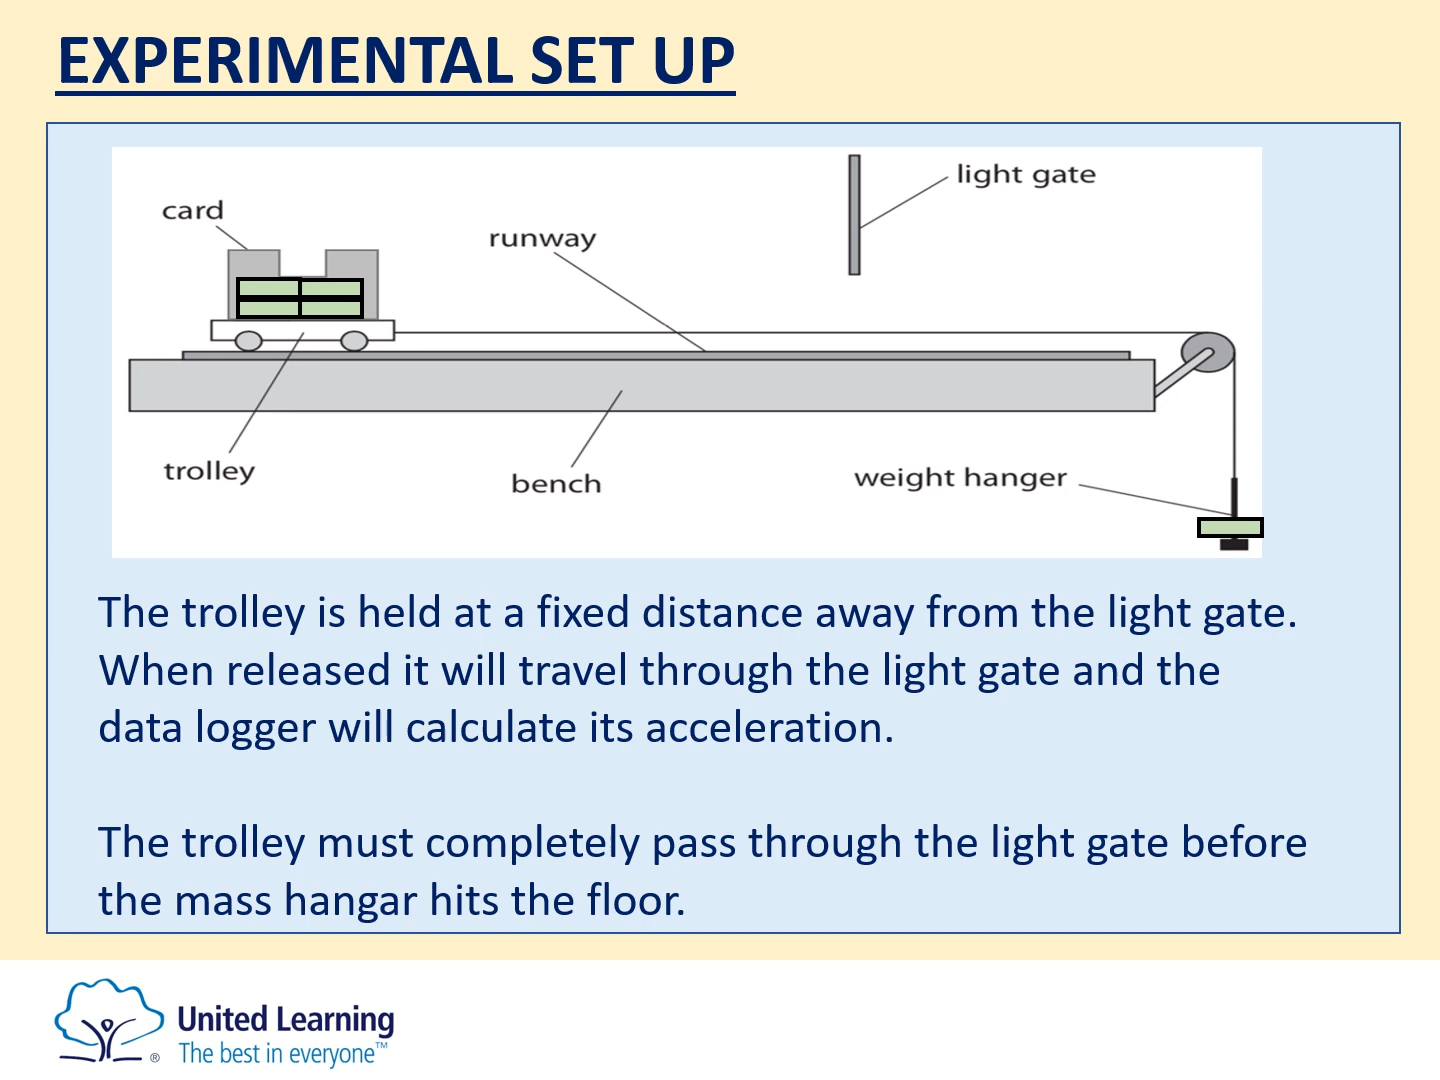 EXPERIMENTAL SET UP
light gate
card
runway
trolley
bench
weight hanger
The trolley is held at a fixed distance away from the light gate.
When released it will travel through the light gate and the
data logger will calculate its acceleration.
The trolley must completely pass through the light gate before
the mass hangar hits the floor.
United Learning
The best in everyone™
®